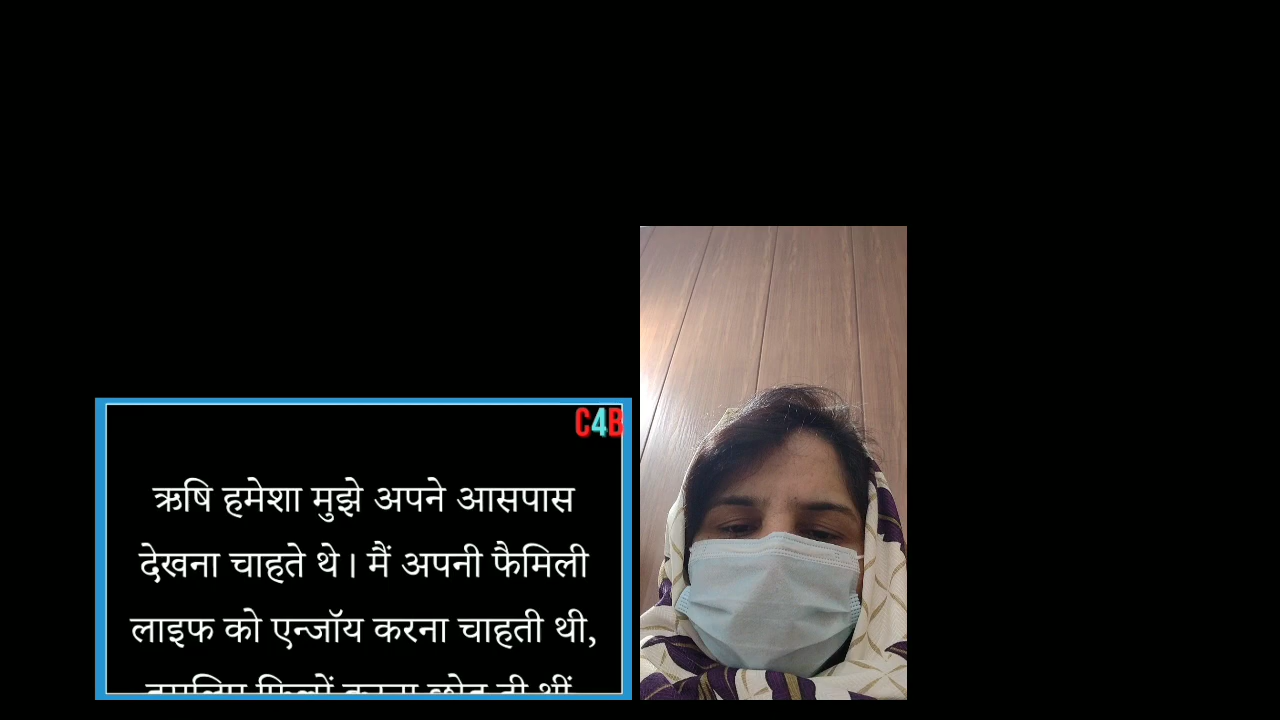 C4B
ऋषि हमेशा मुझे अपने आसपास
देखना चाहते थे। मैं अपनी फैमिली
लाइफ को एन्जॉय करना चाहती थी,